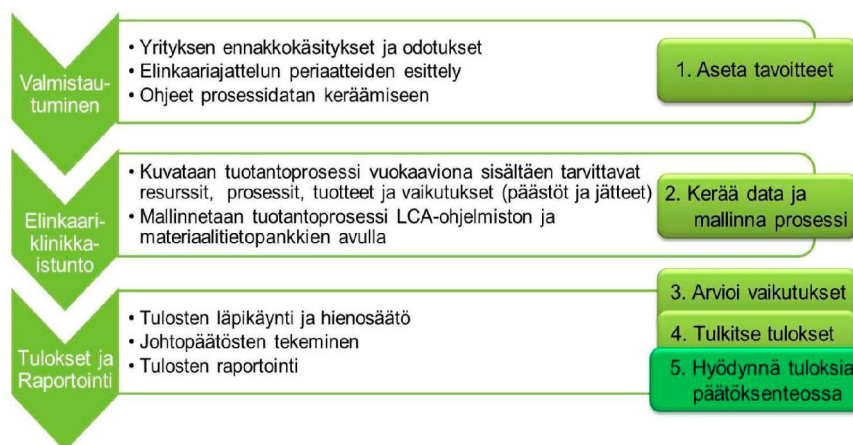 Valmistau-
tuminen
• Yrityksen ennakkokäsitykset ja odotukset
• Elinkaariajattelun periaatteiden esittely
• Ohjeet prosessidatan keräämiseen
1. Aseta tavoitteet
Elinkaari-
klinikka-
istunto
• Kuvataan tuotantoprosessi vuokaaviona sisältäen tarvittavat
resurssit, prosessit, tuotteet ja vaikutukset (päästöt ja jätteet)
• Mallinnetaan tuotantoprosessi LCA-ohjelmiston ja
materiaalitietopankkien avulla
2. Kerää data ja
mallinna prosessi
Tulokset ja
Raportointi
• Tulosten läpikäynti ja hienosäätö
• Johtopäätösten tekeminen
• Tulosten raportointi
3. Arvioi vaikutukset
4. Tulkitse tulokset
5. Hyödynnä tuloksia
päätöksenteossa